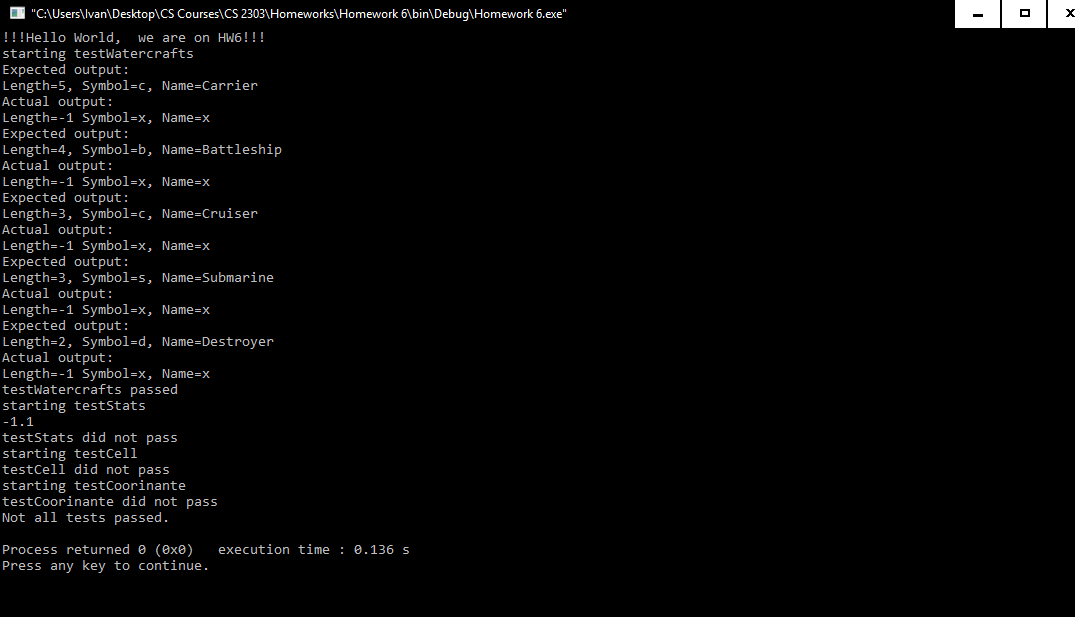 "C:\Users\Ivan\Desktop\CS Courses\CS 2303\Homeworks\Homework 6\bin\Debug\Homework 6.exe"
!!!Hello World,  we are on HW6!!!
starting testWatercrafts
Expected output:
Length=5, Symbol=c, Name=Carrier
Actual output:
Length=-1 Symbol=x, Name=x
Expected output:
Length=4, Symbol=b, Name=Battleship
Actual output:
Length=-1 Symbol=x, Name=x
Expected output:
Length=3, Symbol=c, Name=Cruiser
Actual output:
Length=-1 Symbol=x, Name=x
Expected output:
Length=3, Symbol=s, Name=Submarine
Actual output:
Length=-1 Symbol=x, Name=x
Expected output:
Length=2, Symbol=d, Name=Destroyer
Actual output:
Length=-1 Symbol=x, Name=x
testWatercrafts passed
starting testStats
-1.1
testStats did not pass
starting testCell
testCell did not pass
starting testCoorinante
testCoorinante did not pass
Not all tests passed.

Process returned 0 (0x0)   execution time : 0.136 s
Press any key to continue.